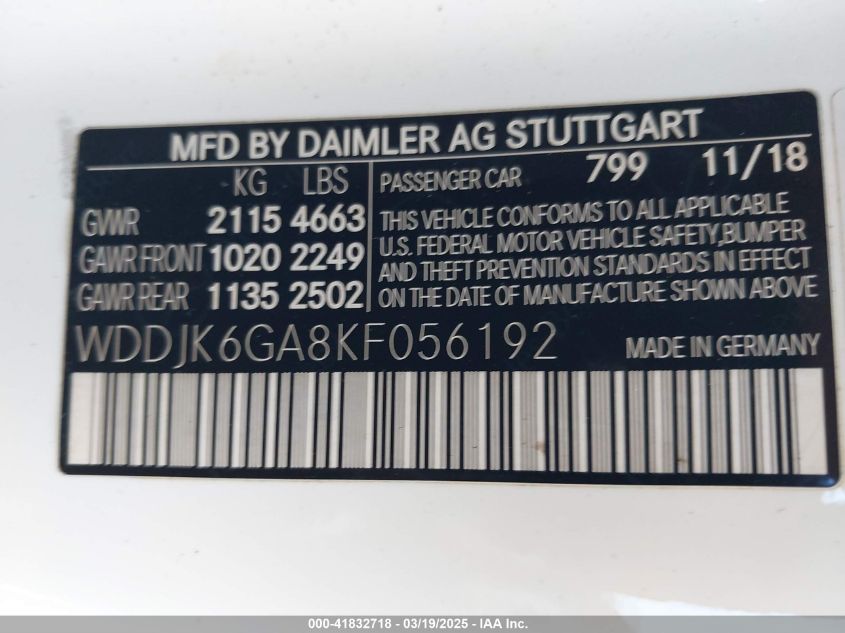 MFD BY DAIMLER AG STUTTGART
KG LBS
GVWR 2115 4663
GAWR FRONT 1020 2249
GAWR REAR 1135 2502
PASSENGER CAR 799 11/18
THIS VEHICLE CONFORMS TO ALL APPLICABLE
U.S. FEDERAL MOTOR VEHICLE SAFETY,BUMPER
AND THEFT PREVENTION STANDARDS IN EFFECT
ON THE DATE OF MANUFACTURE SHOWN ABOVE
WDDJK6GA8KF056192 MADE IN GERMANY
000-41832718 - 03/19/2025 - IAA Inc.